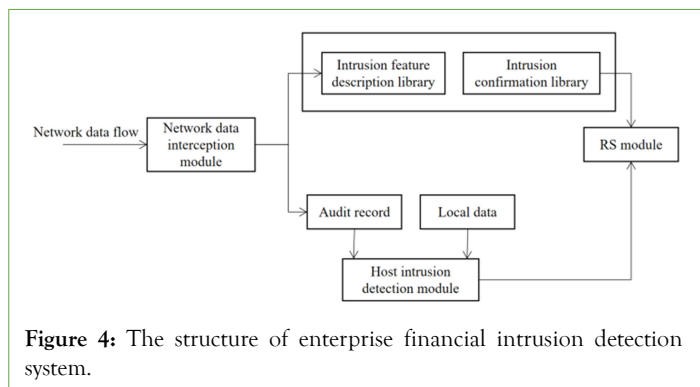 Intrusion feature
description library
Intrusion
confirmation library
Network data flow
Network data
interception
module
RS module
Audit record
Local data
Host intrusion
detection module
Figure 4: The structure of enterprise financial intrusion detection
system.